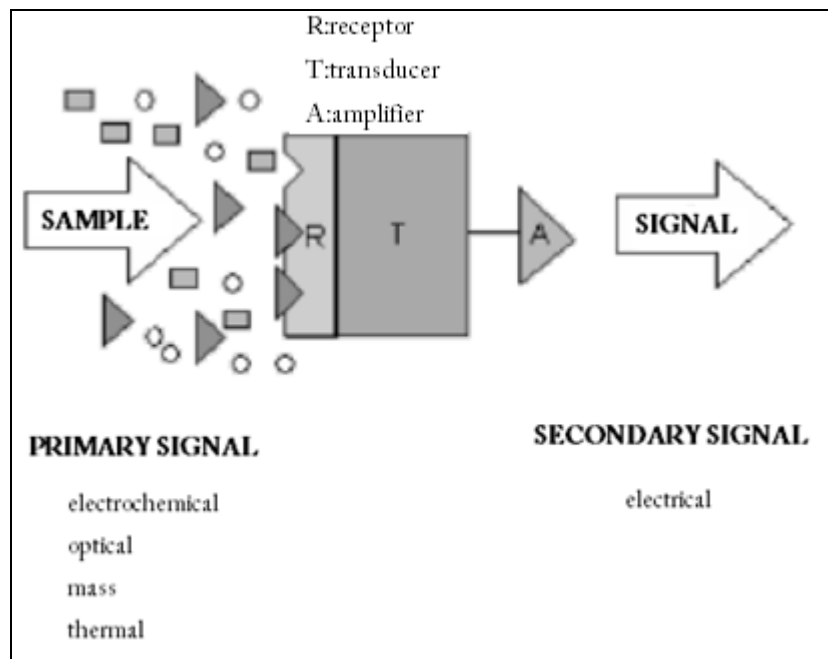 R:receptor
T:transducer
A:amplifier
SAMPLE
R
T
A
SIGNAL
PRIMARY SIGNAL
electrochemical
optical
mass
thermal
SECONDARY SIGNAL
electrical